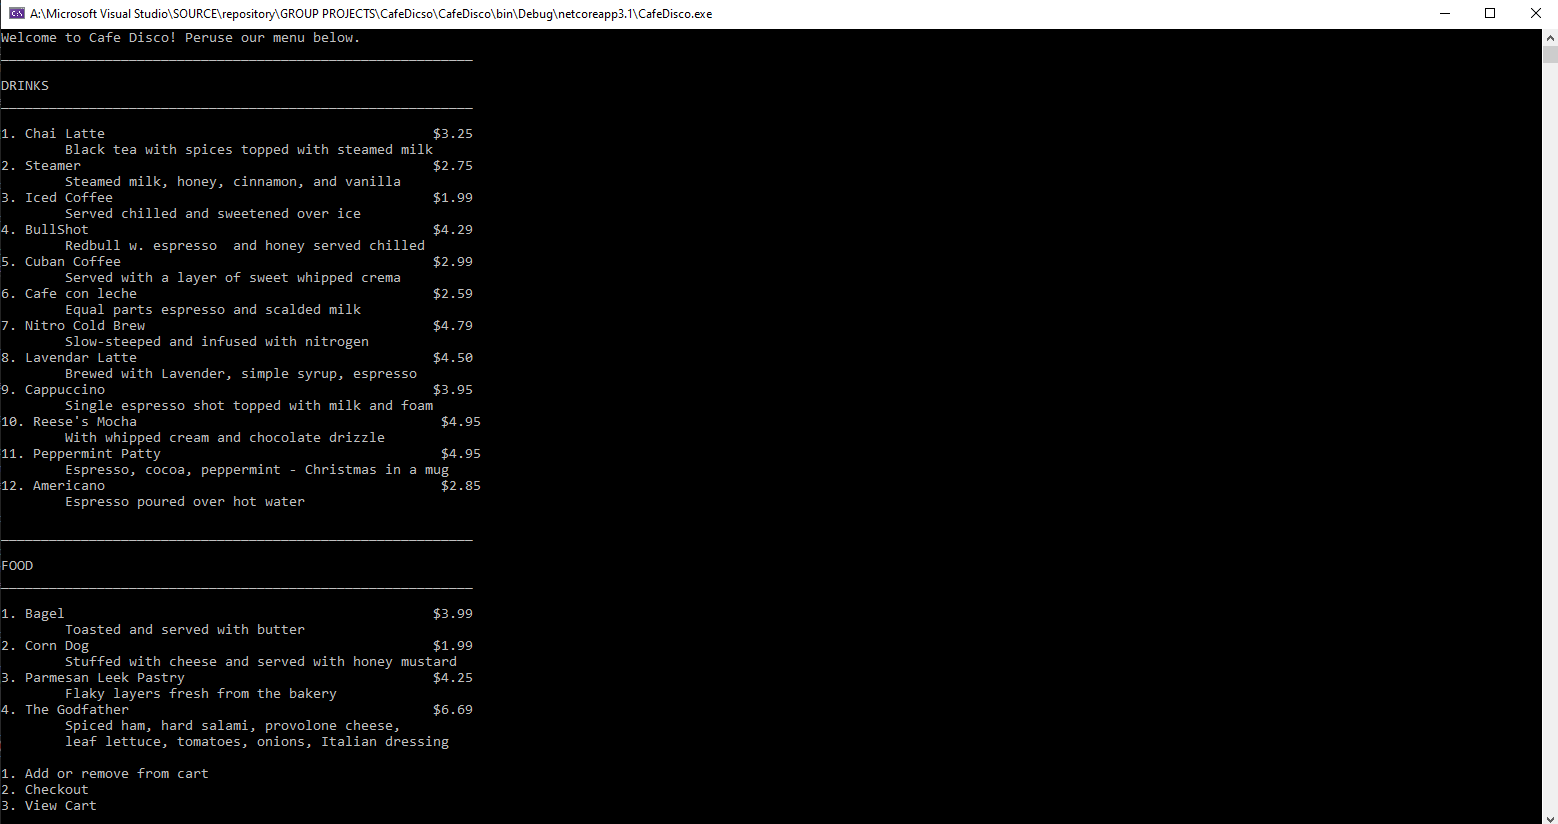 A:\Microsoft Visual Studio\SOURCE\repository\GROUP PROJECTS\CafeDicso\CafeDisco\bin\Debug\netcoreapp3.1\CafeDisco.exe
Welcome to Cafe Disco! Peruse our menu below.
DRINKS
1. Chai Latte $3.25
Black tea with spices topped with steamed milk
2. Steamer $2.75
Steamed milk, honey, cinnamon, and vanilla
3. Iced Coffee $1.99
Served chilled and sweetened over ice
4. BullShot $4.29
Redbull w. espresso  and honey served chilled
5. Cuban Coffee $2.99
Served with a layer of sweet whipped crema
6. Cafe con leche $2.59
Equal parts espresso and scalded milk
7. Nitro Cold Brew $4.79
Slow-steeped and infused with nitrogen
8. Lavendar Latte $4.50
Brewed with Lavender, simple syrup, espresso
9. Cappuccino $3.95
Single espresso shot topped with milk and foam
10. Reese's Mocha $4.95
With whipped cream and chocolate drizzle
11. Peppermint Patty $4.95
Espresso, cocoa, peppermint - Christmas in a mug
12. Americano $2.85
Espresso poured over hot water
FOOD
1. Bagel $3.99
Toasted and served with butter
2. Corn Dog $1.99
Stuffed with cheese and served with honey mustard
3. Parmesan Leek Pastry $4.25
Flaky layers fresh from the bakery
4. The Godfather $6.69
Spiced ham, hard salami, provolone cheese,
leaf lettuce, tomatoes, onions, Italian dressing
1. Add or remove from cart
2. Checkout
3. View Cart